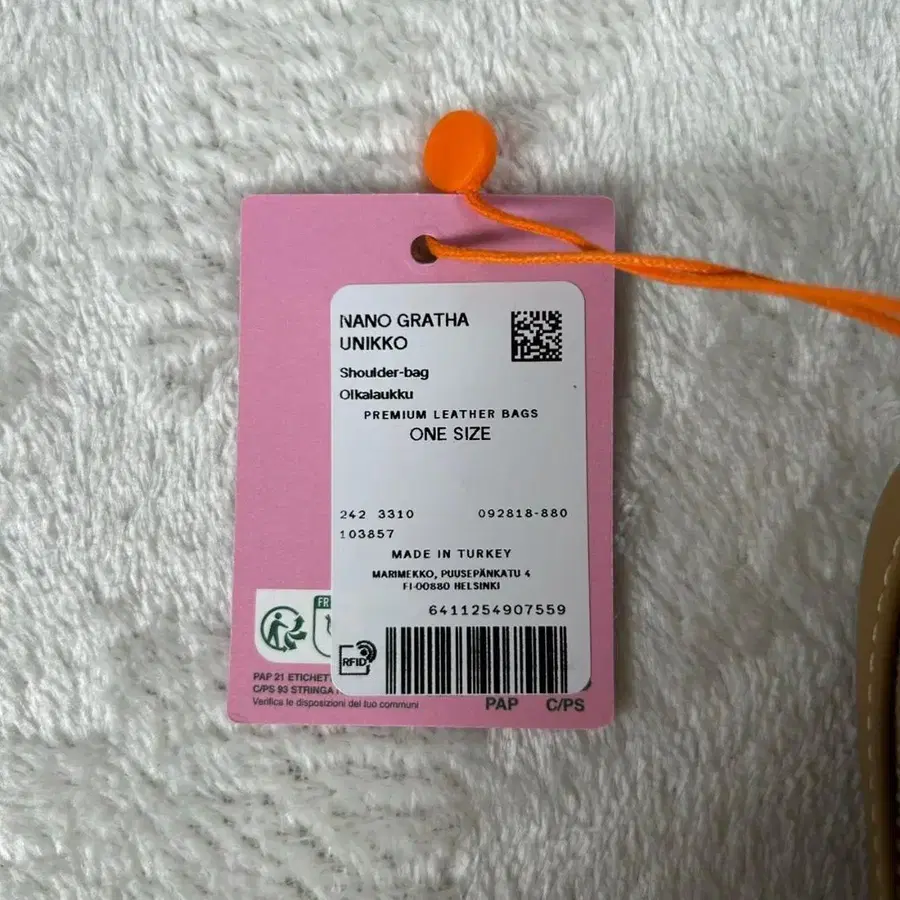 NANO GRATHA
UNIKKO
Shoulder-bag
Olkalaukku
PREMIUM LEATHER BAGS
ONE SIZE
242 3310 092818-880
103857
MADE IN TURKEY
MARIMEKKO, PUUSEPÄNKATU 4
FI-00880 HELSINKI
6411254907559
FR
RFID
PAP 21 ETICHET
C/PS 93 STRINGA
Verifica le disposizioni del tuo comuni
PAP C/PS